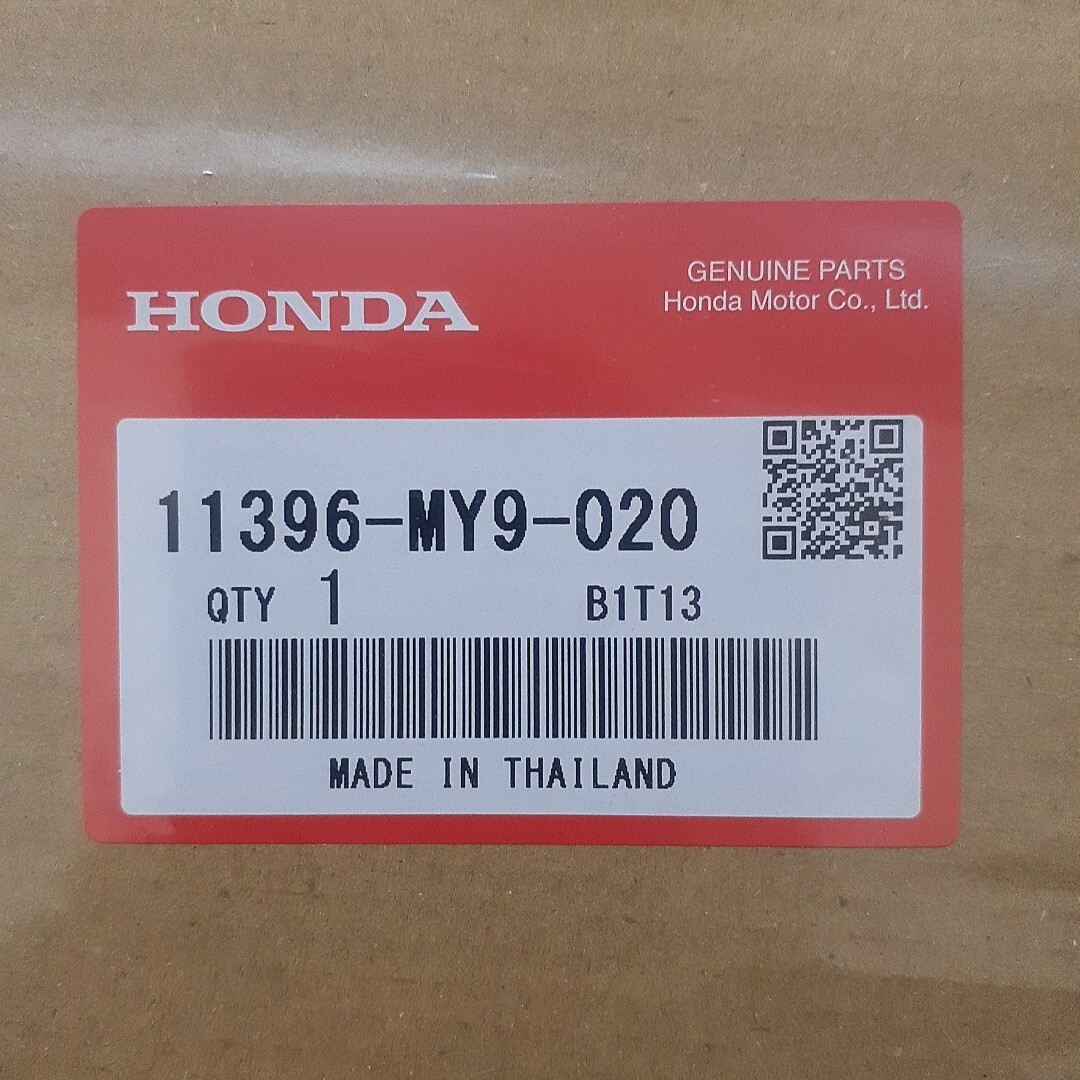 HONDA
GENUINE PARTS
Honda Motor Co., Ltd.
11396-MY9-020
QTY 1 B1T13
MADE IN THAILAND